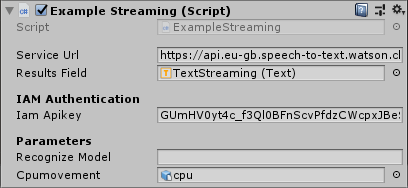 Example Streaming (Script)
Script ExampleStreaming
Service Url https://api.eu-gb.speech-to-text.watson.cl
Results Field TextStreaming (Text)
IAM Authentication
Iam Apikey GUmHV0yt4c_f3Ql0BFnScvPfdzCWcpxJBe
Parameters
Recognize Model
Cpumovement cpu